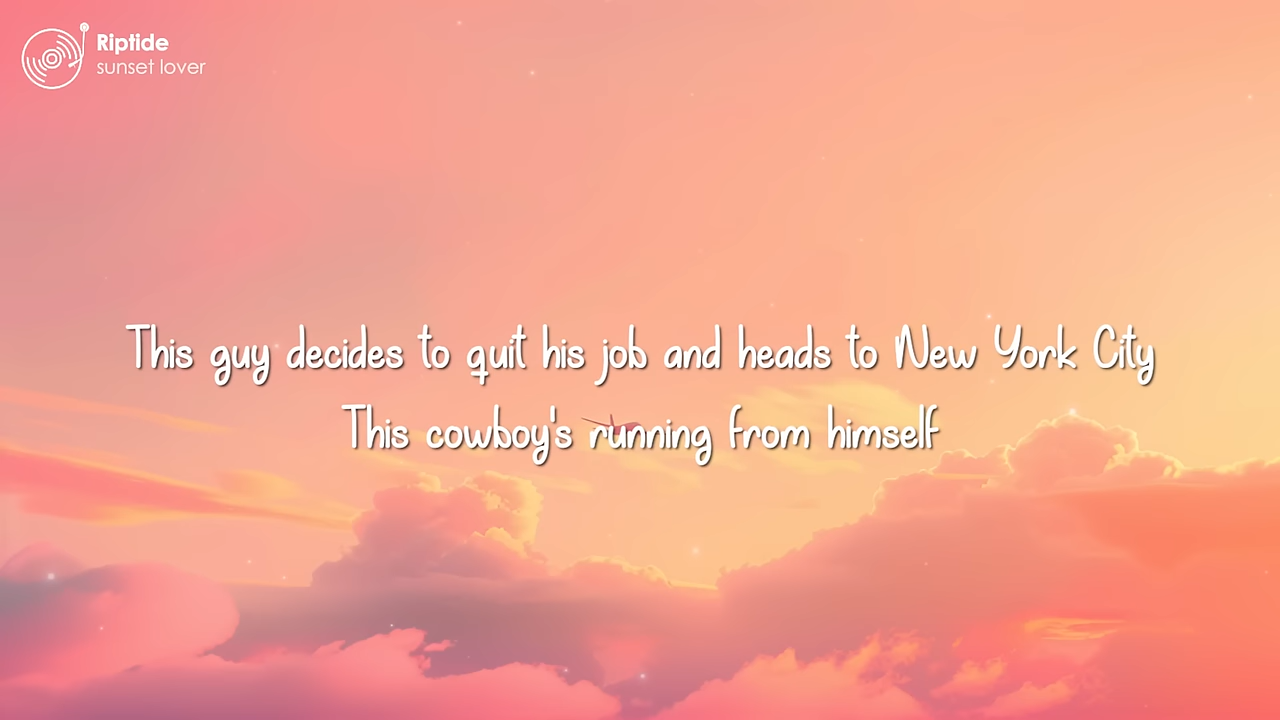 Riptide
sunset lover
This guy decides to quit his job and heads to New York City
This cowboy's running from himself